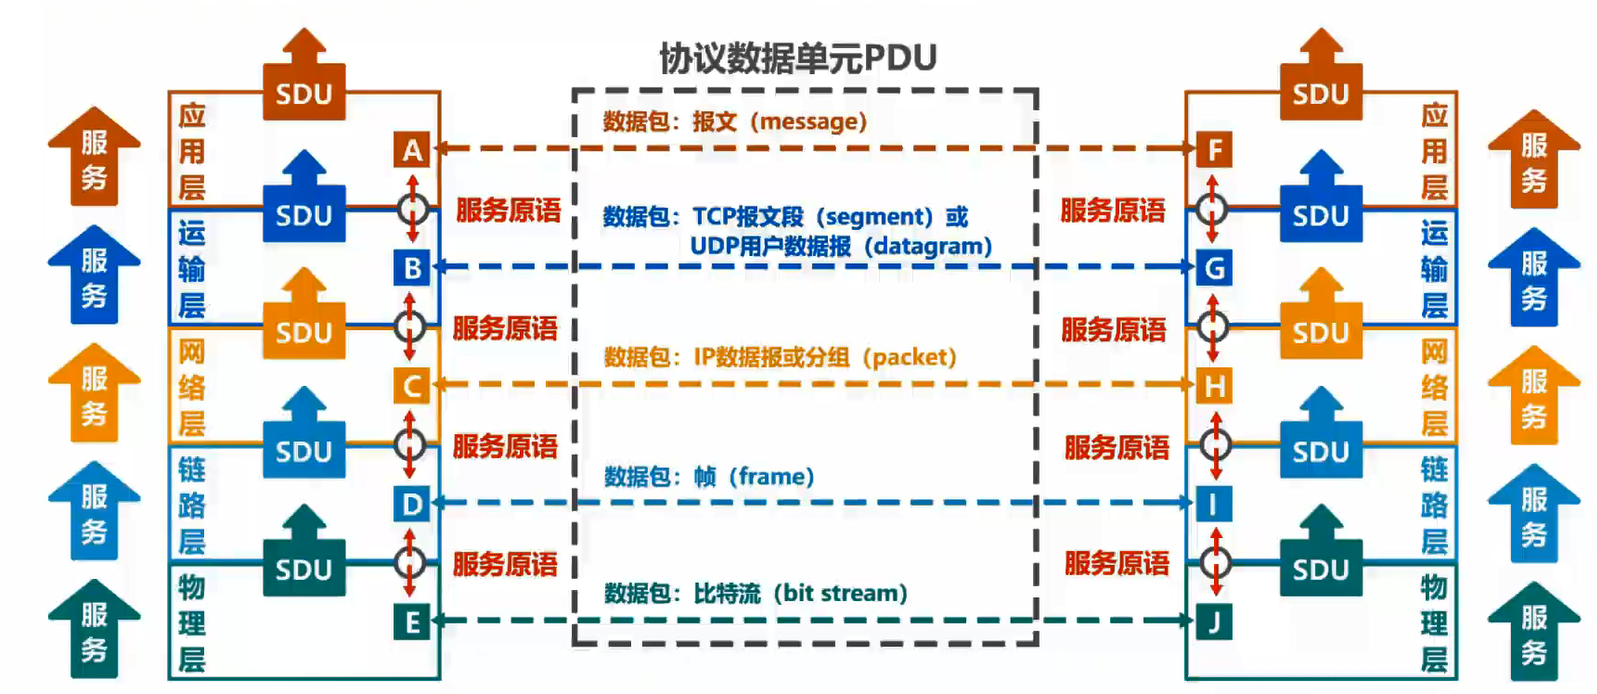 协议数据单元PDU
SDU
应用层
服务
A
数据包：报文（message）
F
SDU
应用层
服务
服务原语
服务原语
SDU
运输层
服务
B
数据包：TCP报文段（segment）或
UDP用户数据报（datagram）
G
SDU
运输层
服务
服务原语
服务原语
SDU
网络层
服务
C
数据包：IP数据报或分组（packet）
H
SDU
网络层
服务
服务原语
服务原语
SDU
链路层
服务
D
数据包：帧（frame）
I
SDU
链路层
服务
服务原语
服务原语
SDU
物理层
服务
E
数据包：比特流（bit stream）
J
SDU
物理层
服务